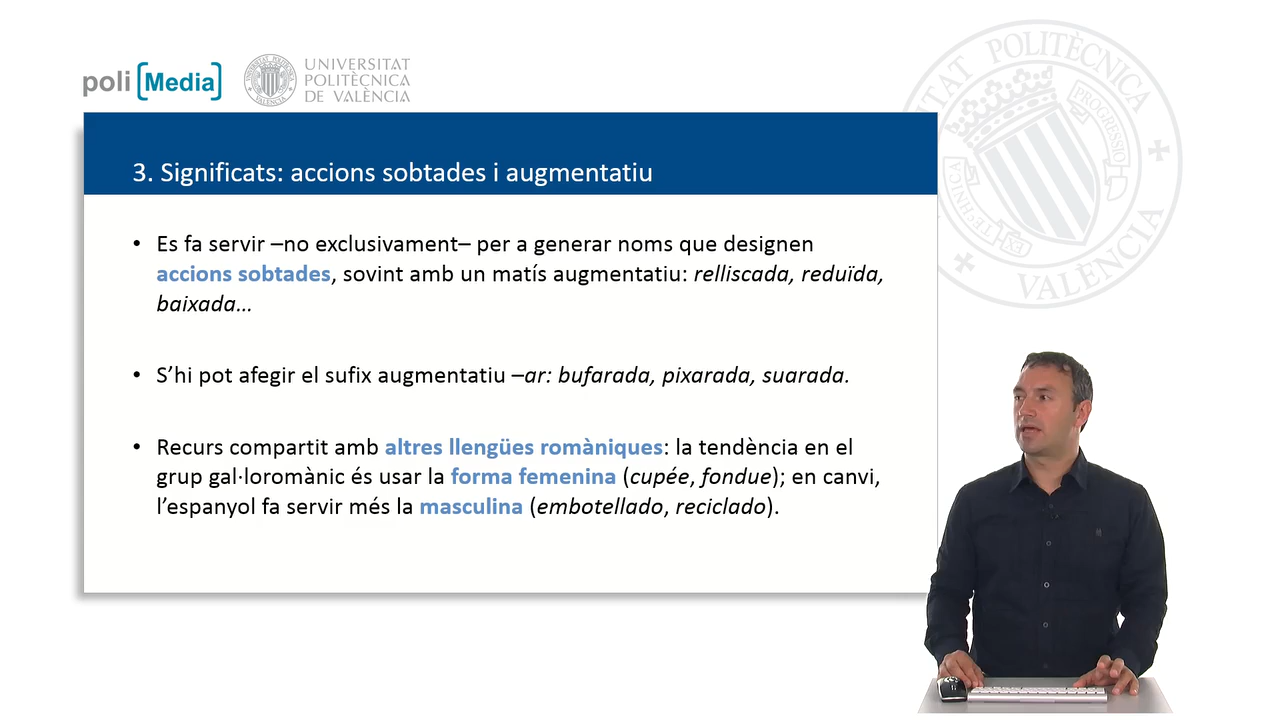 poli [Media]
UNIVERSITAT
POLITÈCNICA
DE VALÈNCIA
3. Significats: accions sobtades i augmentatiu
• Es fa servir –no exclusivament– per a generar noms que designen
accions sobtades, sovint amb un matís augmentatiu: relliscada, reduïda,
baixada…
• S’hi pot afegir el sufix augmentatiu –ar: bufarada, pixarada, suarada.
• Recurs compartit amb altres llengües romàniques: la tendència en el
grup gal·loromànic és usar la forma femenina (cupée, fondue); en canvi,
l’espanyol fa servir més la masculina (embotellado, reciclado).
POLITÈCNICA
VALÈNCIA
PROGRESSIO